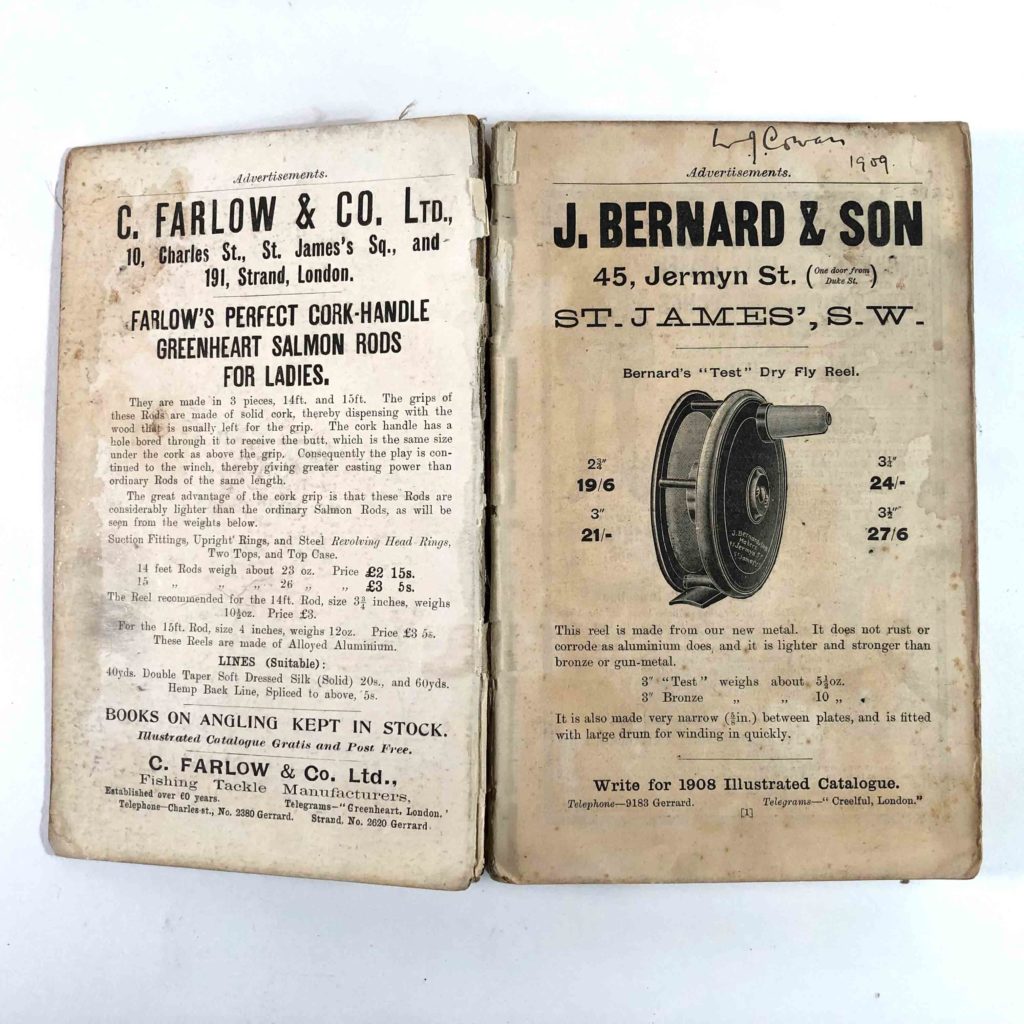 Advertisements.
C. FARLOW & CO. LTD.,
10, Charles St., St. James's Sq., and
191, Strand, London.
FARLOW'S PERFECT CORK-HANDLE
GREENHEART SALMON RODS
FOR LADIES.
They are made in 3 pieces, 14ft. and 15ft. The grips of
these Rods are made of solid cork, thereby dispensing with the
wood that is usually left for the grip. The cork handle has a
hole bored through it to receive the butt, which is the same size
under the cork as above the grip. Consequently the play is con-
tinued to the winch, thereby giving greater casting power than
ordinary Rods of the same length.
The great advantage of the cork grip is that these Rods are
considerably lighter than the ordinary Salmon Rods, as will be
seen from the weights below.
Suction Fittings, Upright Rings, and Steel Revolving Head Rings,
Two Tops, and Top Case.
14 feet Rods weigh about 23 oz. Price £2 15s.
15 „ „ „ 26 „ „ £3 5s.
The Reel recommended for the 14ft. Rod, size 3¾ inches, weighs
10½oz. Price £3.
For the 15ft. Rod, size 4 inches, weighs 12oz. Price £3 5s.
These Reels are made of Alloyed Aluminium.
LINES (Suitable):
40yds. Double Taper Soft Dressed Silk (Solid) 20s., and 60yds.
Hemp Back Line, Spliced to above, 5s.
BOOKS ON ANGLING KEPT IN STOCK.
Illustrated Catalogue Gratis and Post Free.
C. FARLOW & Co. Ltd.,
Fishing Tackle Manufacturers,
Established over 60 years. Telegrams—"Greenheart, London.'
Telephone—Charles-st., No. 2380 Gerrard. Strand, No. 2620 Gerrard.
Cowan
1909.
Advertisements.
J. BERNARD & SON
45, Jermyn St. (One door from Duke St.)
ST. JAMES', S.W.
Bernard's "Test" Dry Fly Reel.
2¾" 3¼"
19/6 24/-
3" 3½"
21/- 27/6
J. Bernard & Son
Makers
45 Jermyn St
St James
This reel is made from our new metal. It does not rust or
corrode as aluminium does, and it is lighter and stronger than
bronze or gun-metal.
3" "Test" weighs about 5½oz.
3" Bronze „ „ 10 „
It is also made very narrow (⅝in.) between plates, and is fitted
with large drum for winding in quickly.
Write for 1908 Illustrated Catalogue.
Telephone—9183 Gerrard. Telegrams—"Creelful, London."
[1]